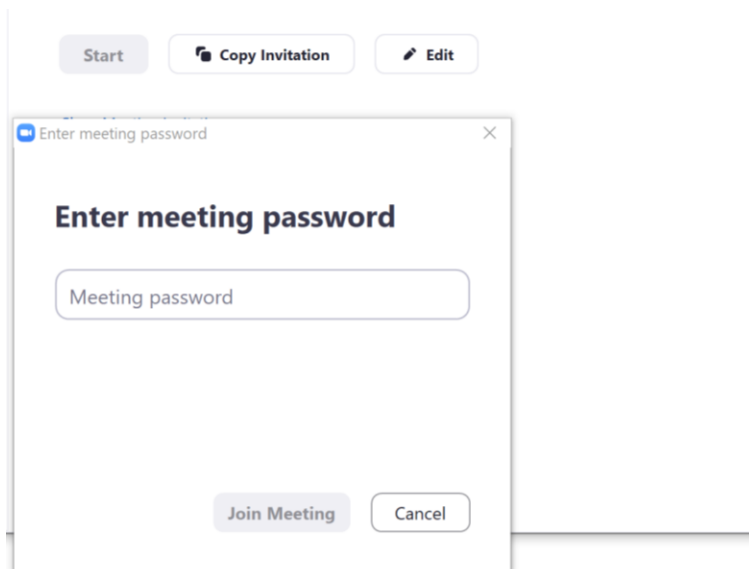 Start
Copy Invitation
Edit
Enter meeting password
Enter meeting password
Meeting password
Join Meeting
Cancel